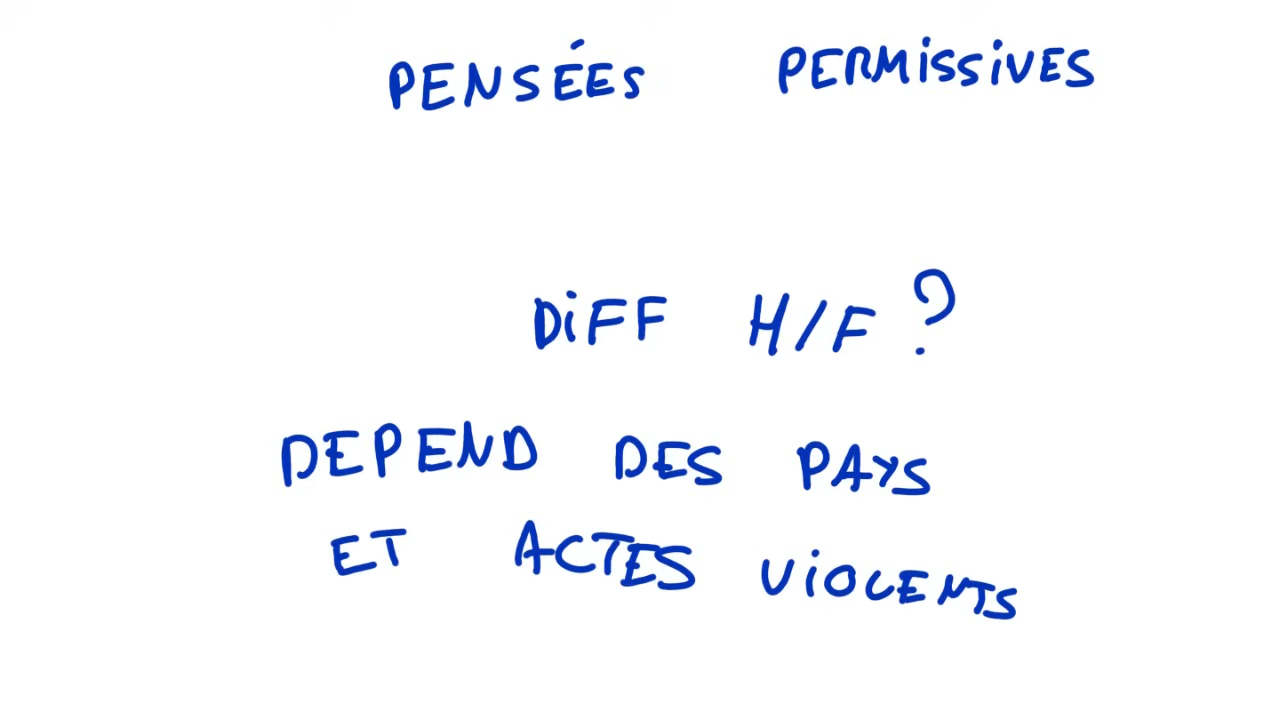 PENSÉES PERMISSIVES
DIFF H/F ?
DEPEND DES PAYS
ET ACTES VIOLENTS